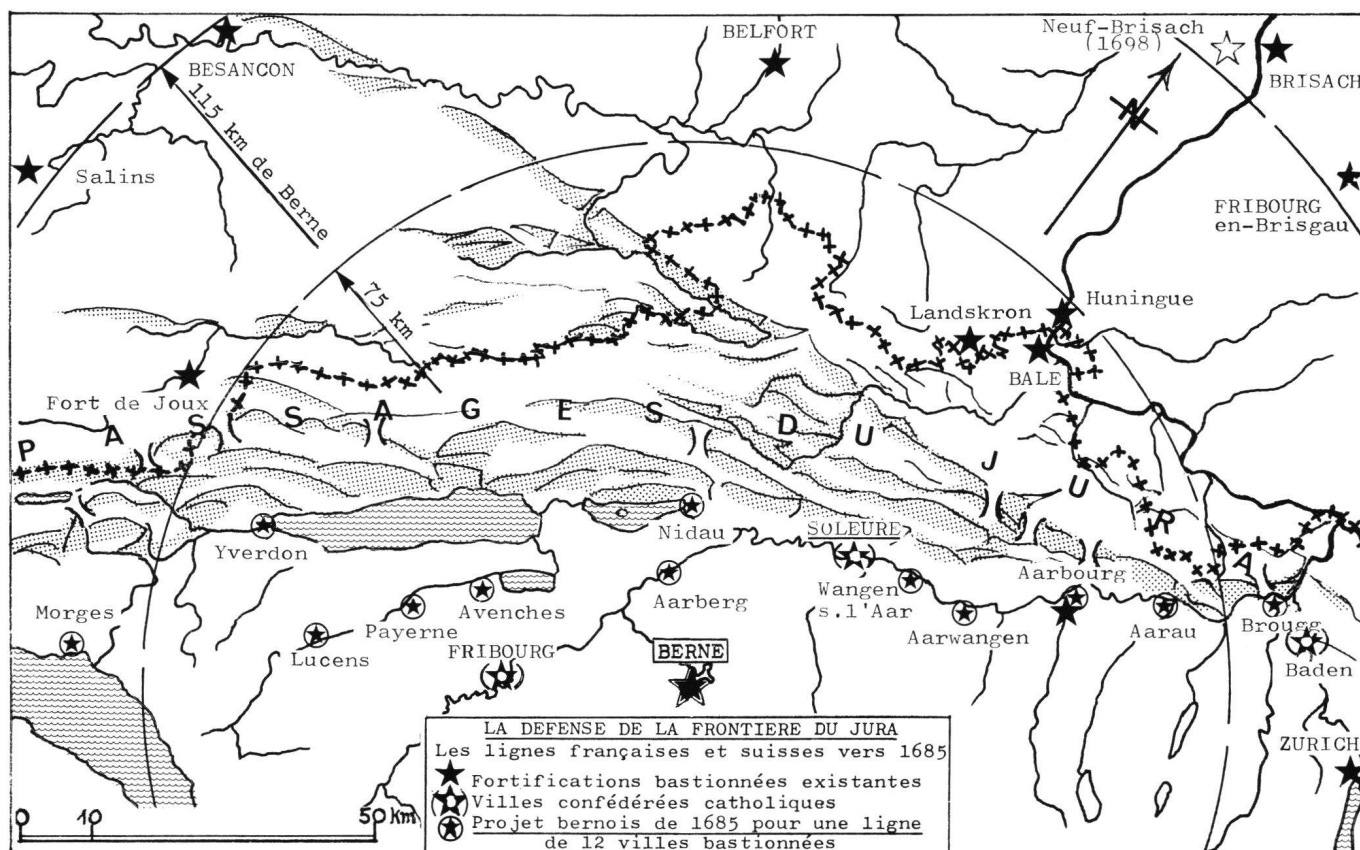 Neuf-Brisach
(1698)
BELFORT
BESANCON
BRISACH
115 km de Berne
N
Salins
FRIBOURG
en-Brisgau
75 km
Landskron
Huningue
BALE
Fort de Joux
PASSAGES DU JURA
Nidau
SOLEURE
Yverdon
Aarbourg
Wangen
s.l'Aar
Aarberg
Avenches
Morges
Payerne
Aarwangen
Aarau
Brougg
Lucens
FRIBOURG
BERNE
Baden
ZURICH
LA DEFENSE DE LA FRONTIERE DU JURA
Les lignes françaises et suisses vers 1685
Fortifications bastionnées existantes
Villes confédérées catholiques
Projet bernois de 1685 pour une ligne
de 12 villes bastionnées
0 10 50 km